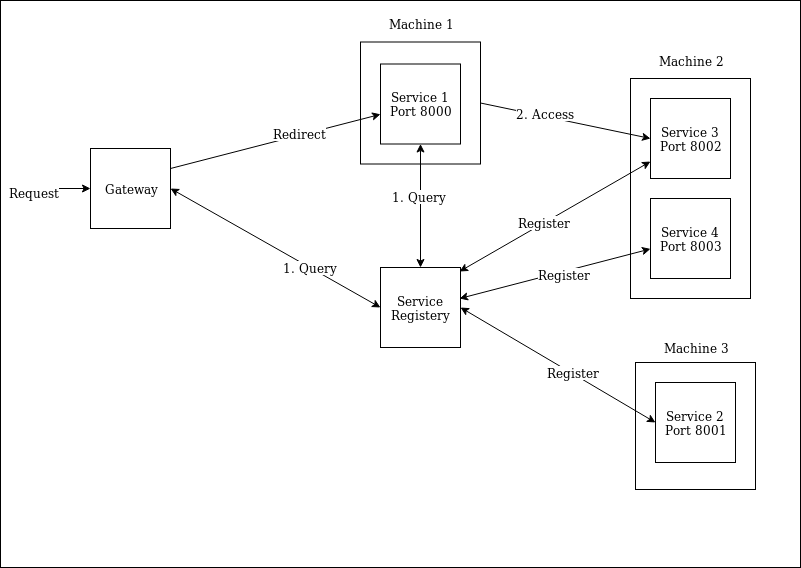 Machine 1
Service 1
Port 8000
Machine 2
2. Access
Service 3
Port 8002
Redirect
Request
Gateway
1. Query
Register
Service 4
Port 8003
1. Query
Register
Service
Registery
Machine 3
Register
Service 2
Port 8001